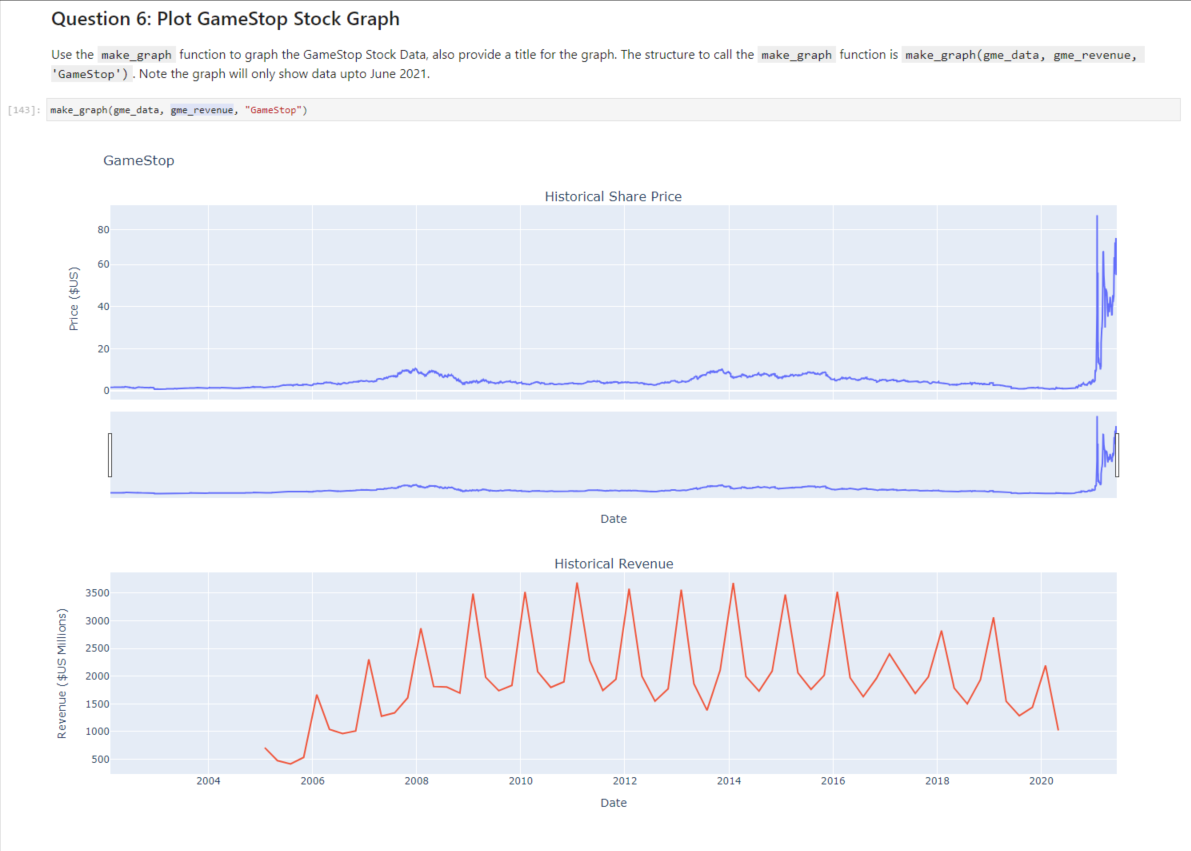 Question 6: Plot GameStop Stock Graph
Use the make_graph function to graph the GameStop Stock Data, also provide a title for the graph. The structure to call the make_graph function is make_graph(gme_data, gme_revenue,
'GameStop') . Note the graph will only show data upto June 2021.
[143]: make_graph(gme_data, gme_revenue, "GameStop")
GameStop
Historical Share Price
Price ($US)
80
60
40
20
0
Date
Historical Revenue
Revenue ($US Millions)
3500
3000
2500
2000
1500
1000
500
2004 2006 2008 2010 2012 2014 2016 2018 2020
Date